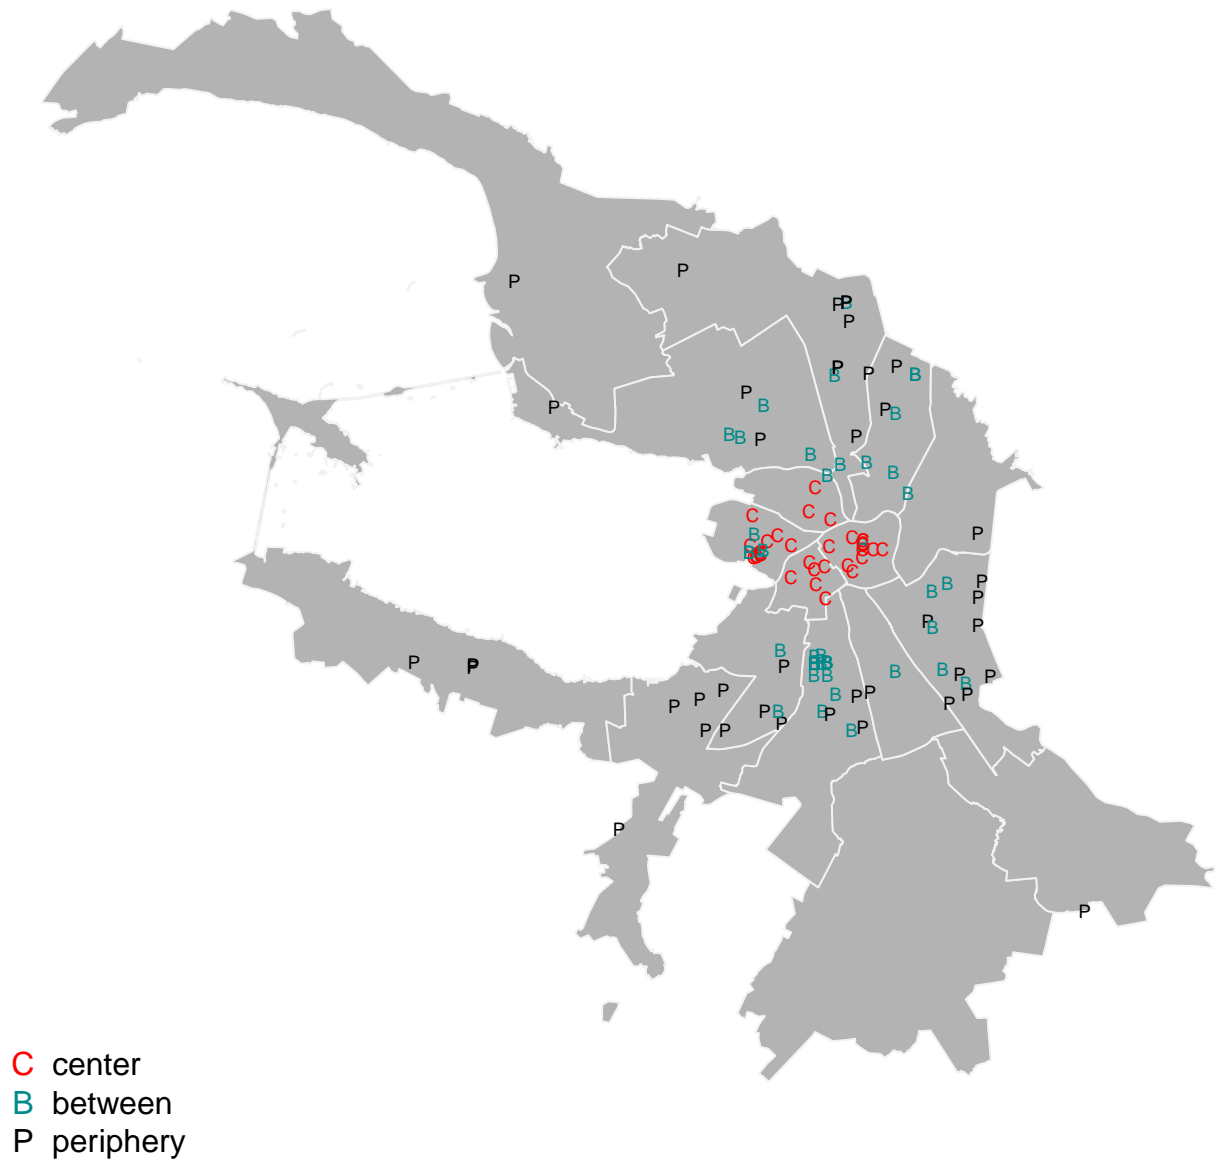 P
P
P P B
P
P B P P B
P B P B
P B B P P
B B B B B
C B
C C C
B C C C C C C P
B B C C C C C C
C C C C C B B P P
C C P B P
B P B B B P P P P
P P B B B P B P P P
P P P B P B P P P
P P P B P B P
P
P
C center
B between
P periphery